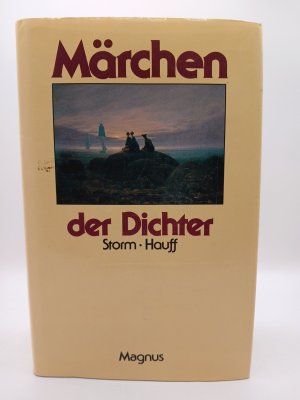 Märchen
der Dichter
Storm · Hauff
Magnus